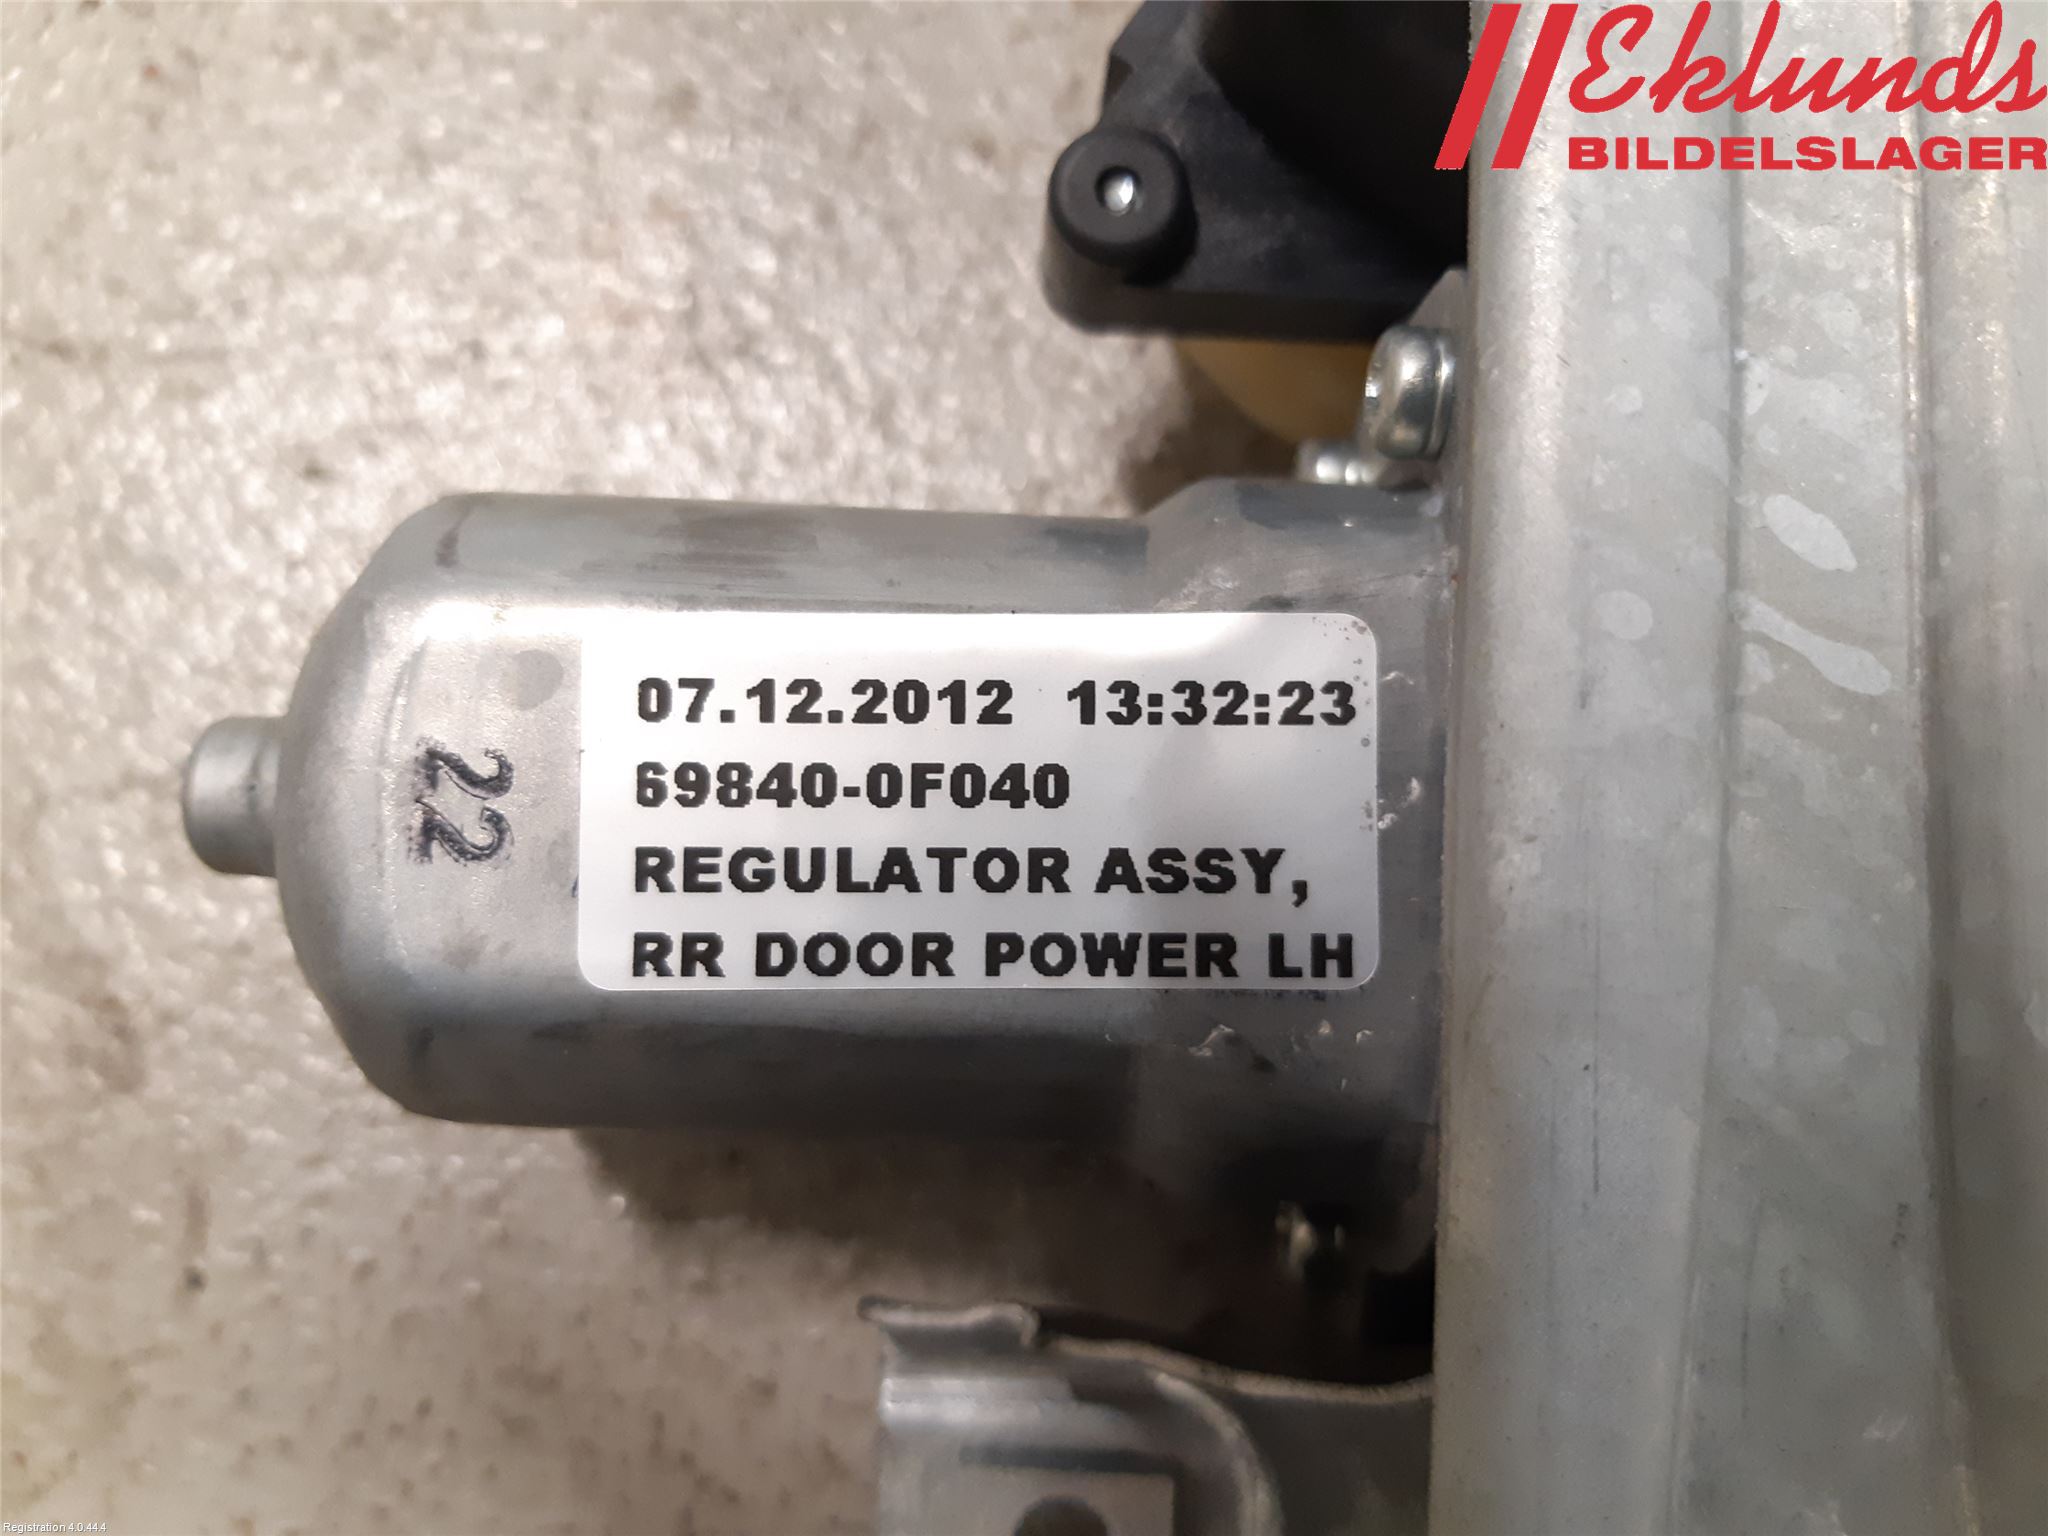 Eklunds
BILDELSLAGER
07.12.2012 13:32:23
69840-0F040
REGULATOR ASSY,
RR DOOR POWER LH
22
Registration 4.0.44.4